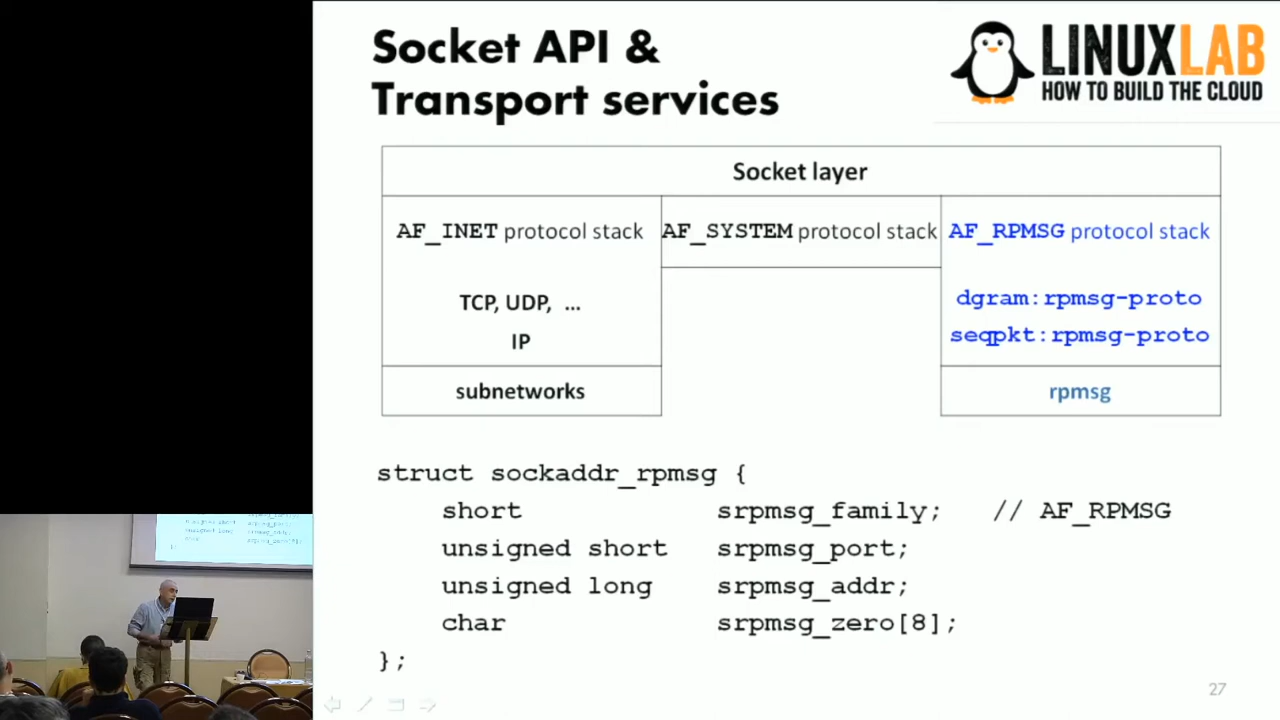 Socket API &
Transport services
LINUXLAB
HOW TO BUILD THE CLOUD
Socket layer
AF_INET protocol stack
AF_SYSTEM protocol stack
AF_RPMSG protocol stack
TCP, UDP, ...
IP
dgram:rpmsg-proto
seqpkt:rpmsg-proto
subnetworks
rpmsg
struct sockaddr_rpmsg {
short srpmsg_family; // AF_RPMSG
unsigned short srpmsg_port;
unsigned long srpmsg_addr;
char srpmsg_zero[8];
};
27